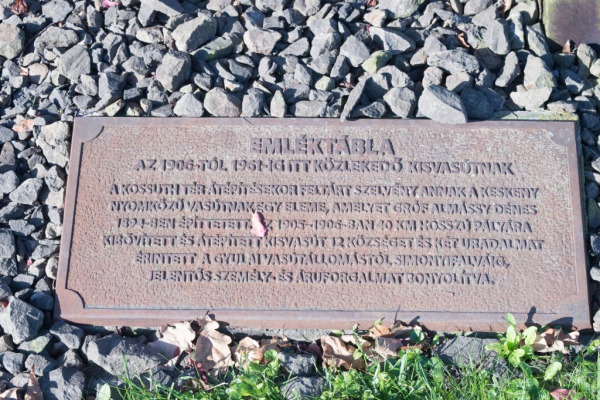 EMLÉKTÁBLA
AZ 1906-TÓL 1961-IG ITT KÖZLEKEDŐ KISVASÚTNAK
A KOSSUTH TÉR ÁTÉPÍTÉSEKOR FELTÁRT SZELVÉNY ANNAK A KESKENY
NYOMKÖZŰ VASÚTNAK EGY ELEME, AMELYET GRÓF ALMÁSSY DÉNES
1894-BEN ÉPÍTTETETT. AZ 1905-1906-BAN 40 KM HOSSZÚ PÁLYÁRA
KIBŐVÍTETT ÉS ÁTÉPÍTETT KISVASÚT 12 KÖZSÉGET ÉS KÉT URADALMAT
ÉRINTETT A GYULAI VASÚTÁLLOMÁSTÓL SIMONYIFALVÁIG,
JELENTŐS SZEMÉLY- ÉS ÁRUFORGALMAT BONYOLÍTVA.